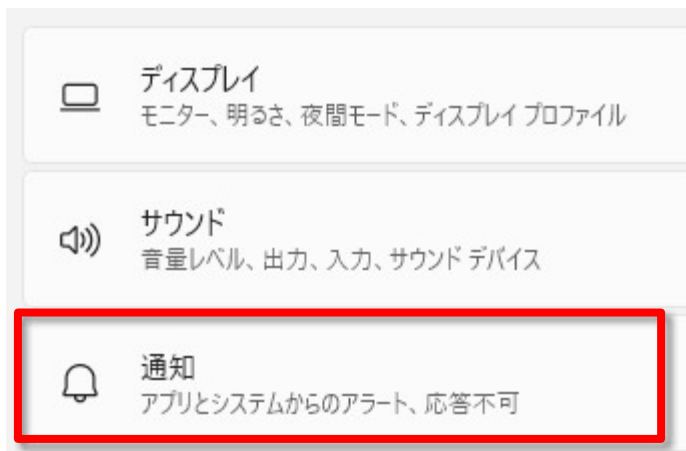 ディスプレイ
モニター、明るさ、夜間モード、ディスプレイ プロファイル
サウンド
音量レベル、出力、入力、サウンド デバイス
通知
アプリとシステムからのアラート、応答不可